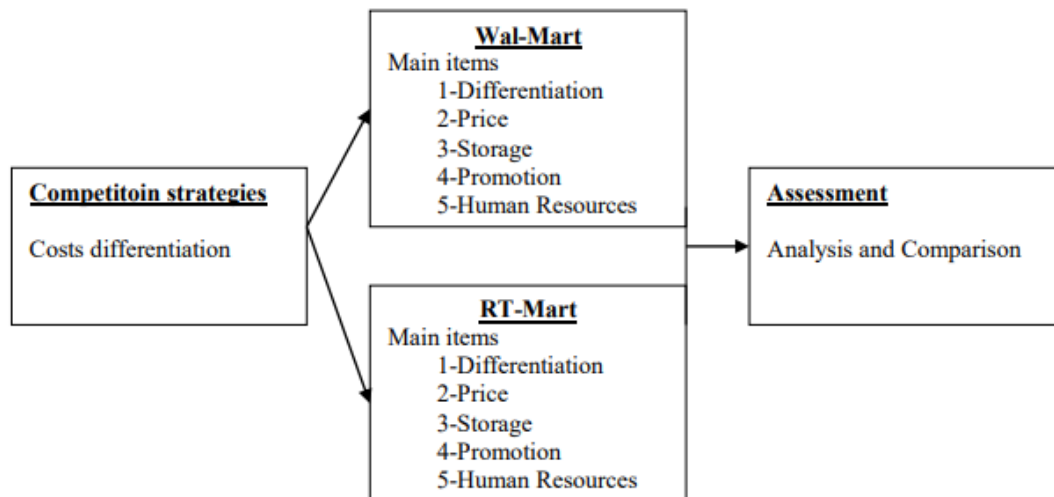 Competitoin strategies
Costs differentiation
Wal-Mart
Main items
1-Differentiation
2-Price
3-Storage
4-Promotion
5-Human Resources
RT-Mart
Main items
1-Differentiation
2-Price
3-Storage
4-Promotion
5-Human Resources
Assessment
Analysis and Comparison